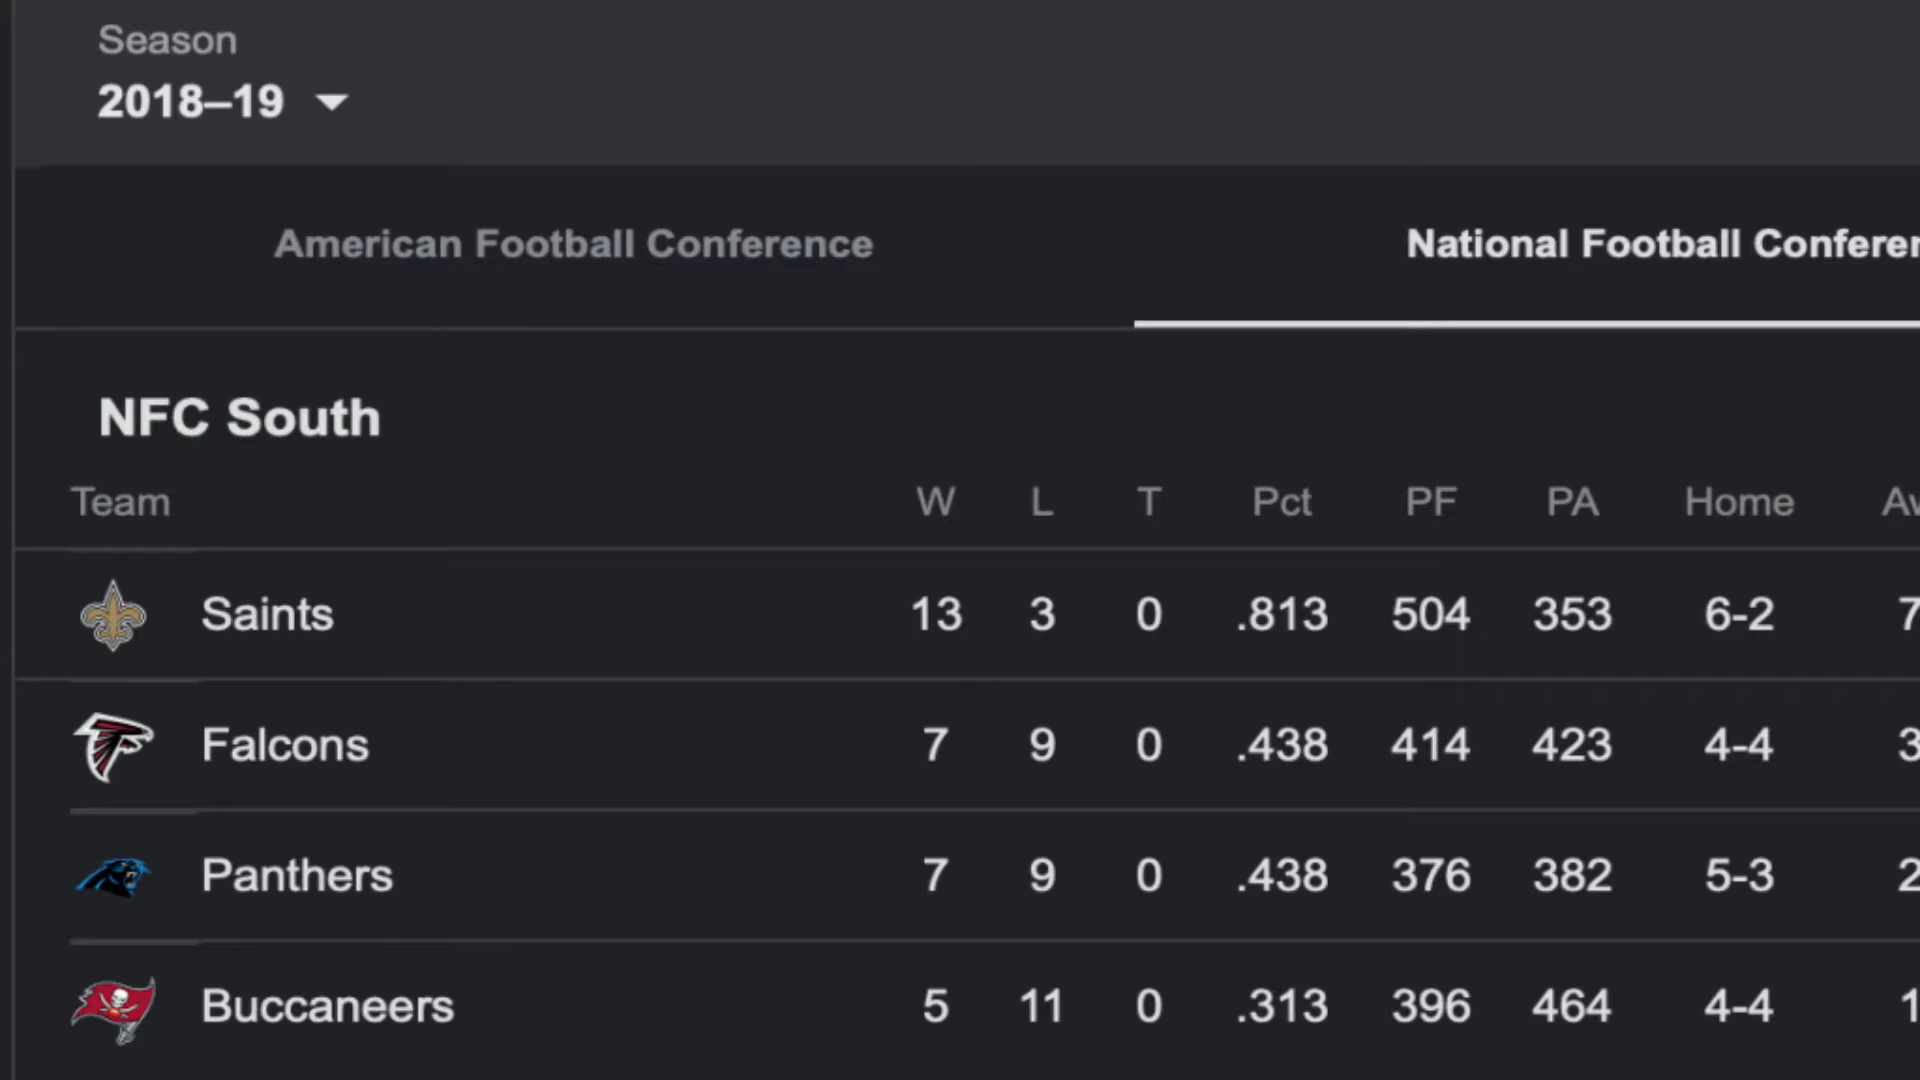 Season
2018–19
American Football Conference National Football Conferen
NFC South
Team W L T Pct PF PA Home Aw
Saints 13 3 0 .813 504 353 6-2 7
Falcons 7 9 0 .438 414 423 4-4 3
Panthers 7 9 0 .438 376 382 5-3 2
Buccaneers 5 11 0 .313 396 464 4-4 1